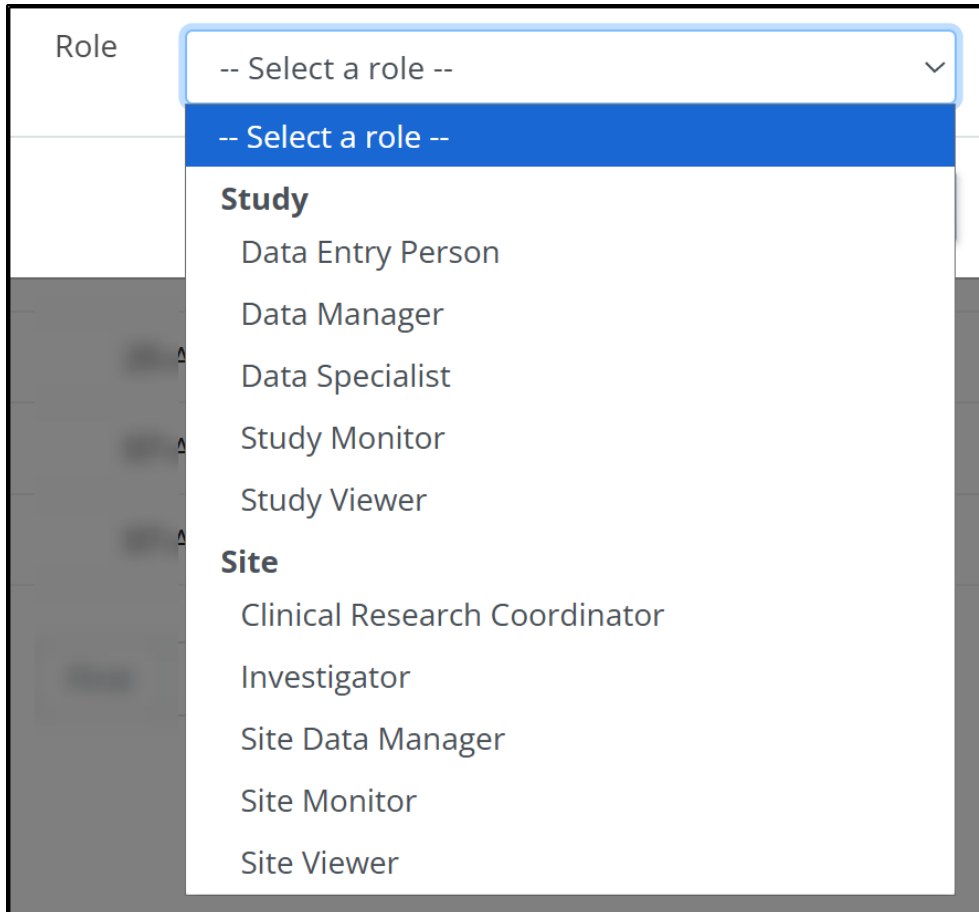 Role
-- Select a role --
-- Select a role --
Study
Data Entry Person
Data Manager
Data Specialist
Study Monitor
Study Viewer
Site
Clinical Research Coordinator
Investigator
Site Data Manager
Site Monitor
Site Viewer